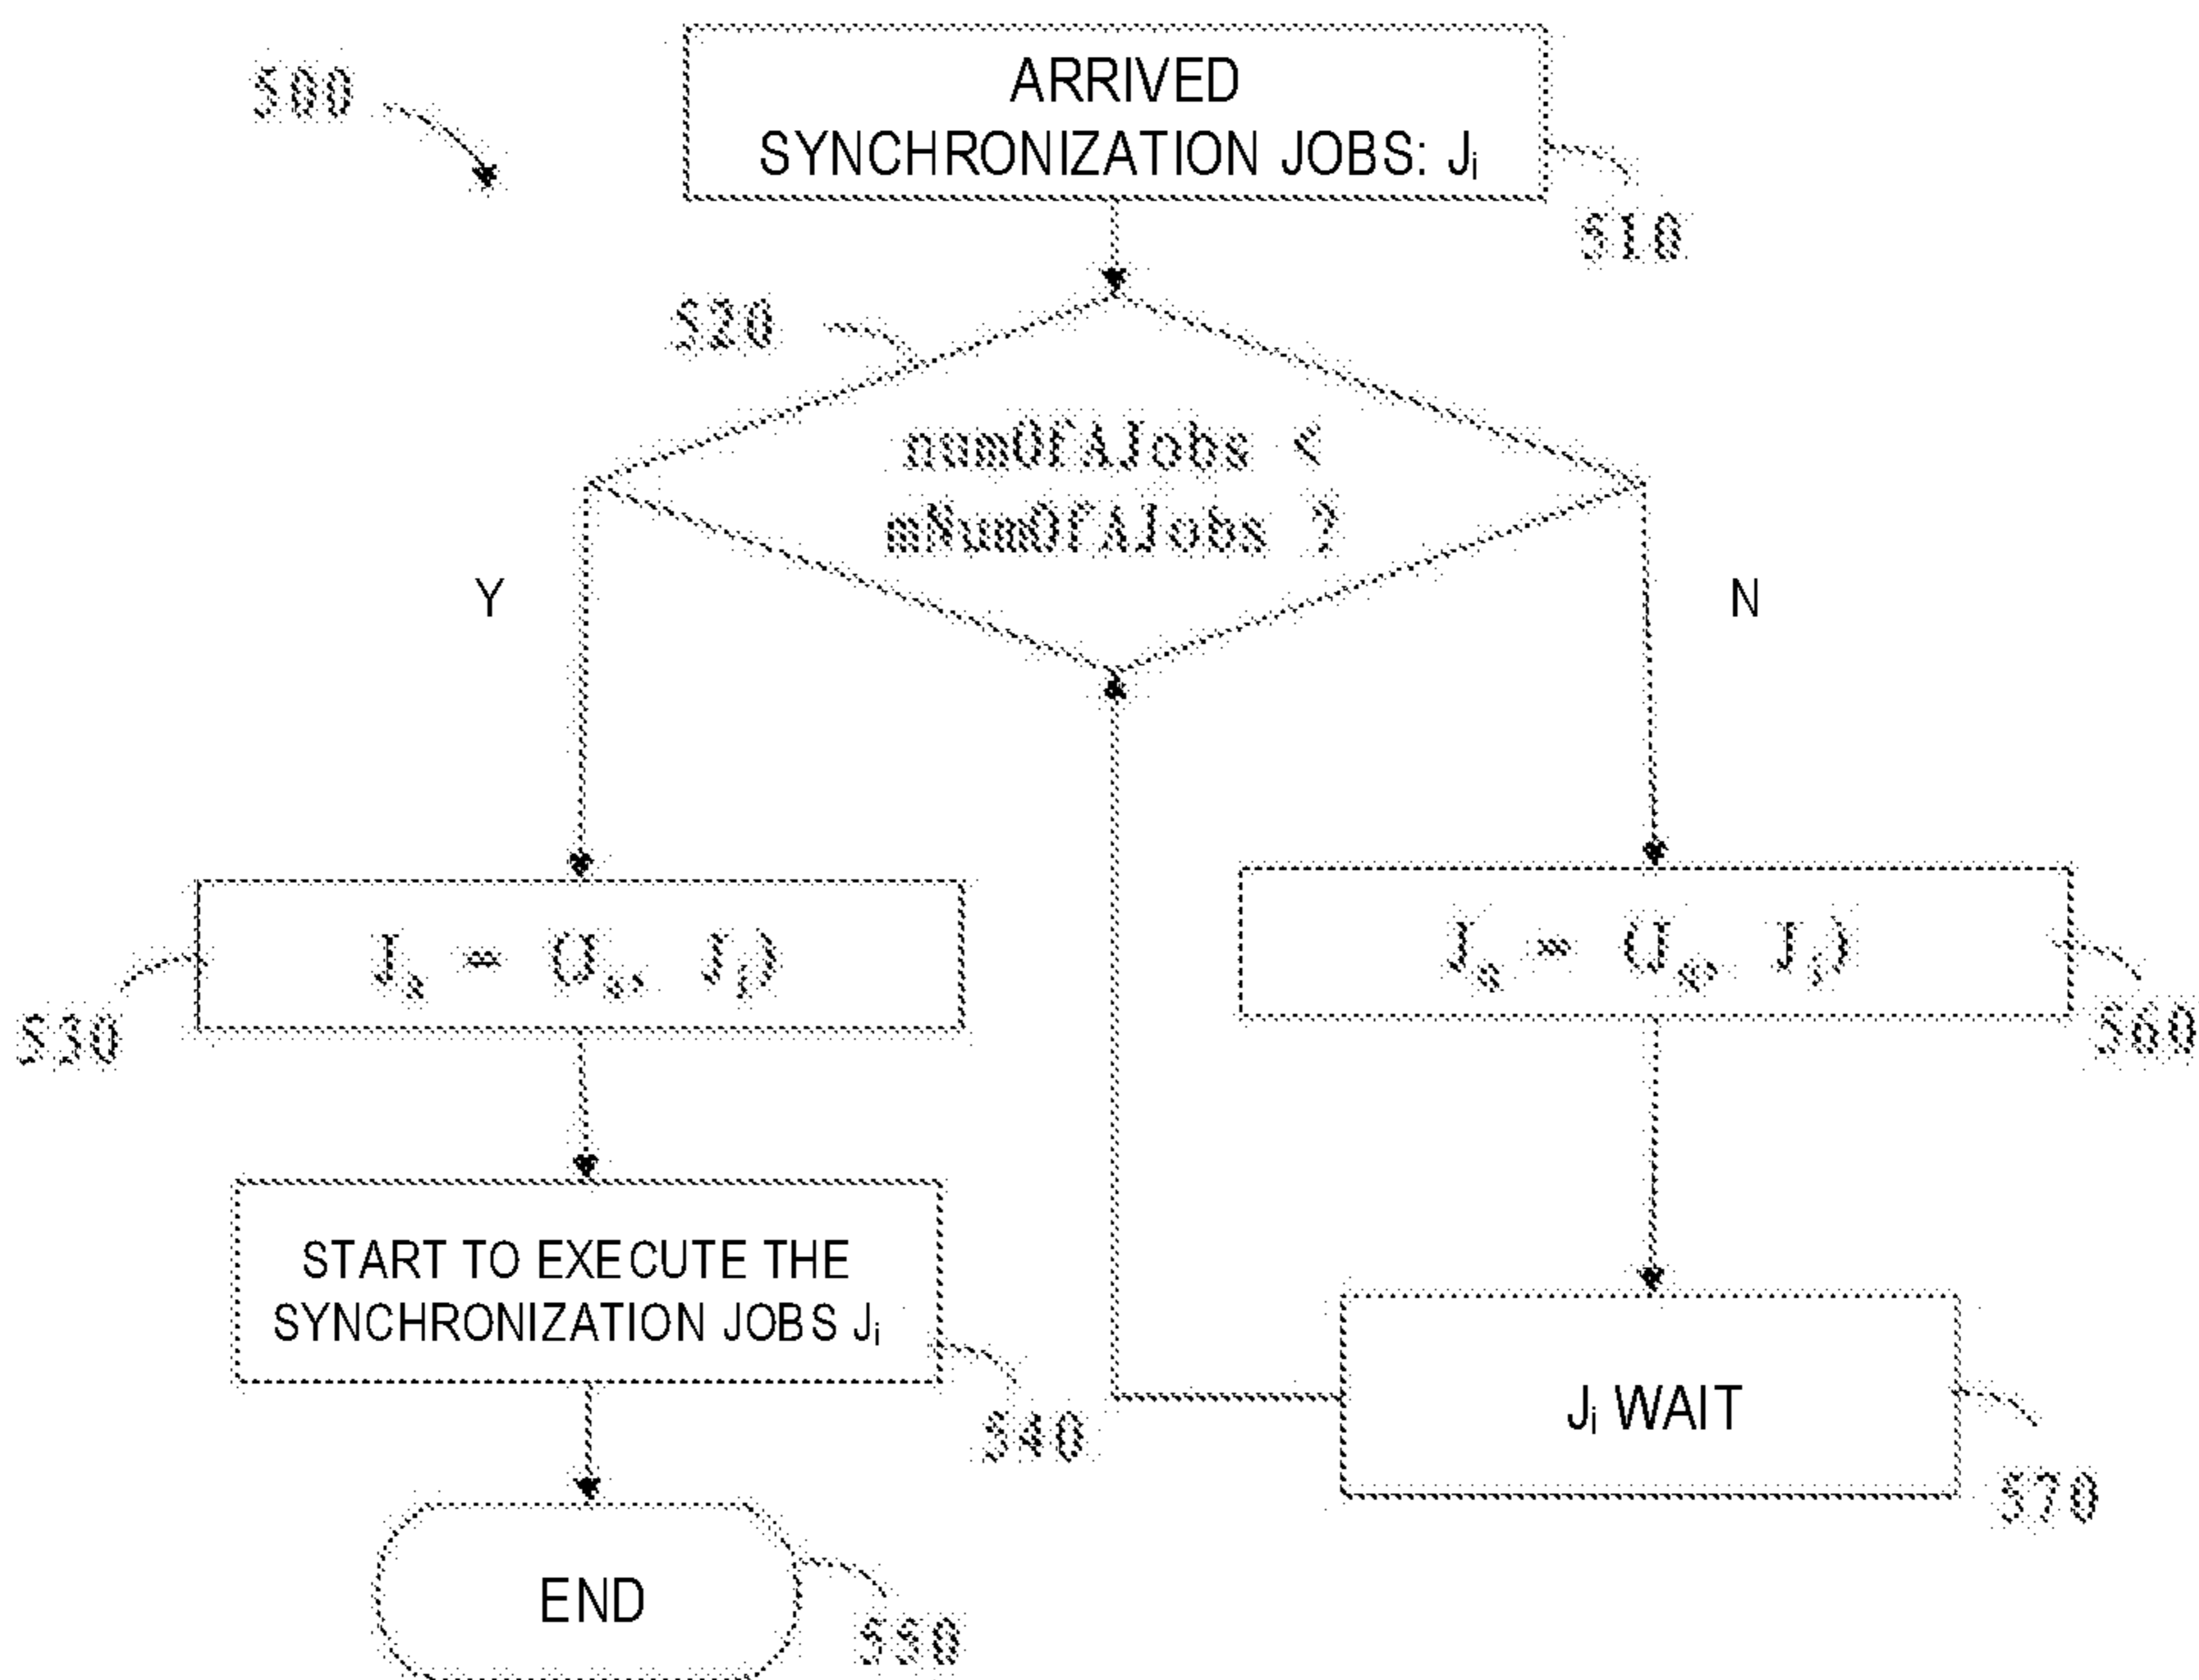 500
ARRIVED
SYNCHRONIZATION JOBS: Ji
510
520
numOfAJobs <
mNumOfAJobs ?
Y
N
530
560
START TO EXECUTE THE
SYNCHRONIZATION JOBS Ji
540
Ji WAIT
570
END
550